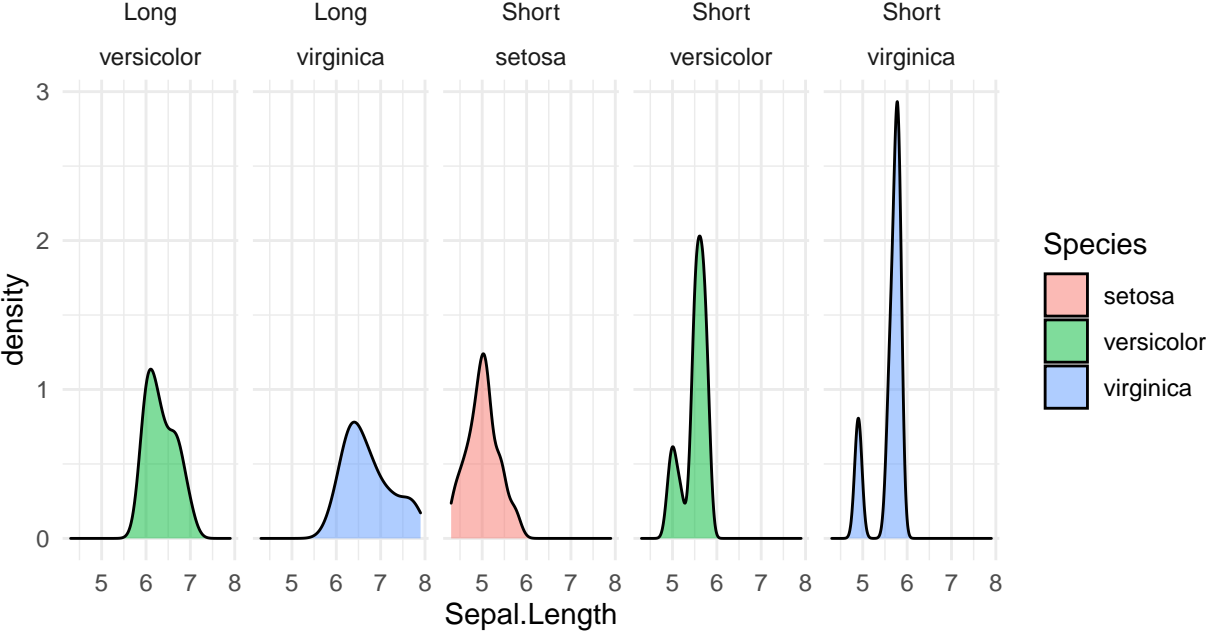 Long Long Short Short Short
versicolor virginica setosa versicolor virginica
3
2
1
0
density
5 6 7 8 5 6 7 8 5 6 7 8 5 6 7 8 5 6 7 8
Sepal.Length
Species
setosa
versicolor
virginica